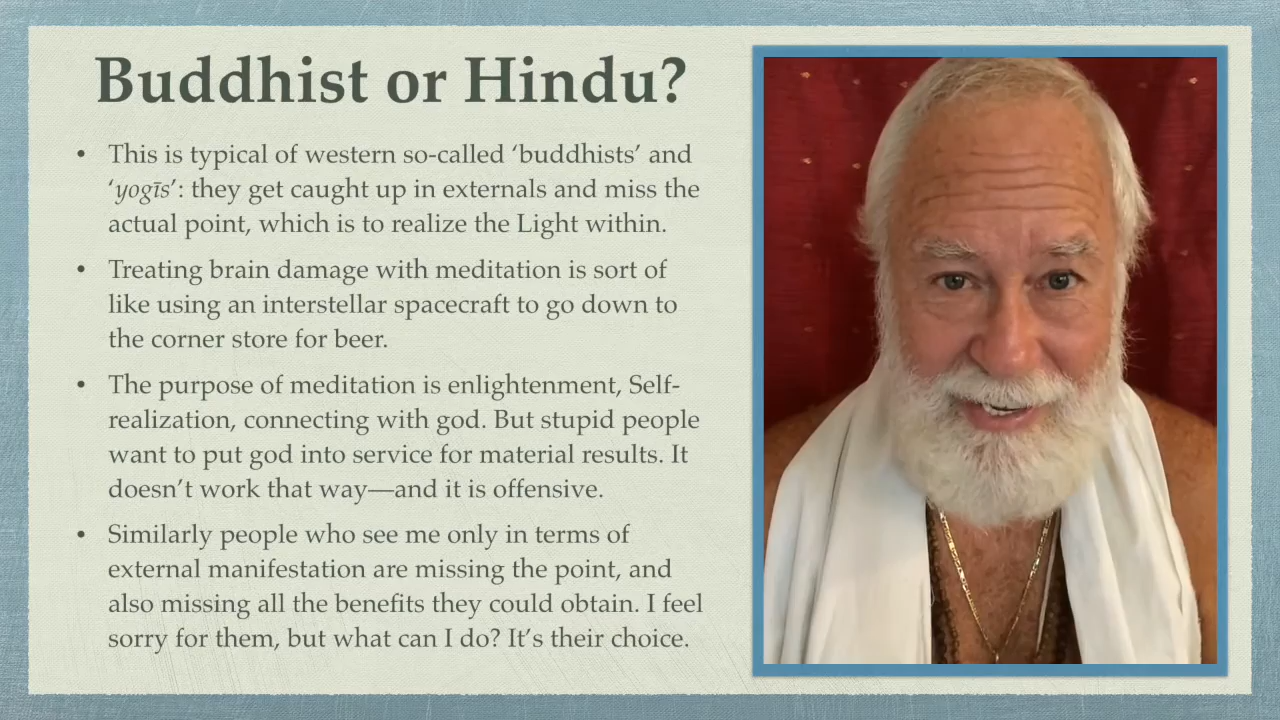 Buddhist or Hindu?
• This is typical of western so-called ‘buddhists’ and
‘yogīs’: they get caught up in externals and miss the
actual point, which is to realize the Light within.
• Treating brain damage with meditation is sort of
like using an interstellar spacecraft to go down to
the corner store for beer.
• The purpose of meditation is enlightenment, Self-
realization, connecting with god. But stupid people
want to put god into service for material results. It
doesn’t work that way—and it is offensive.
• Similarly people who see me only in terms of
external manifestation are missing the point, and
also missing all the benefits they could obtain. I feel
sorry for them, but what can I do? It’s their choice.